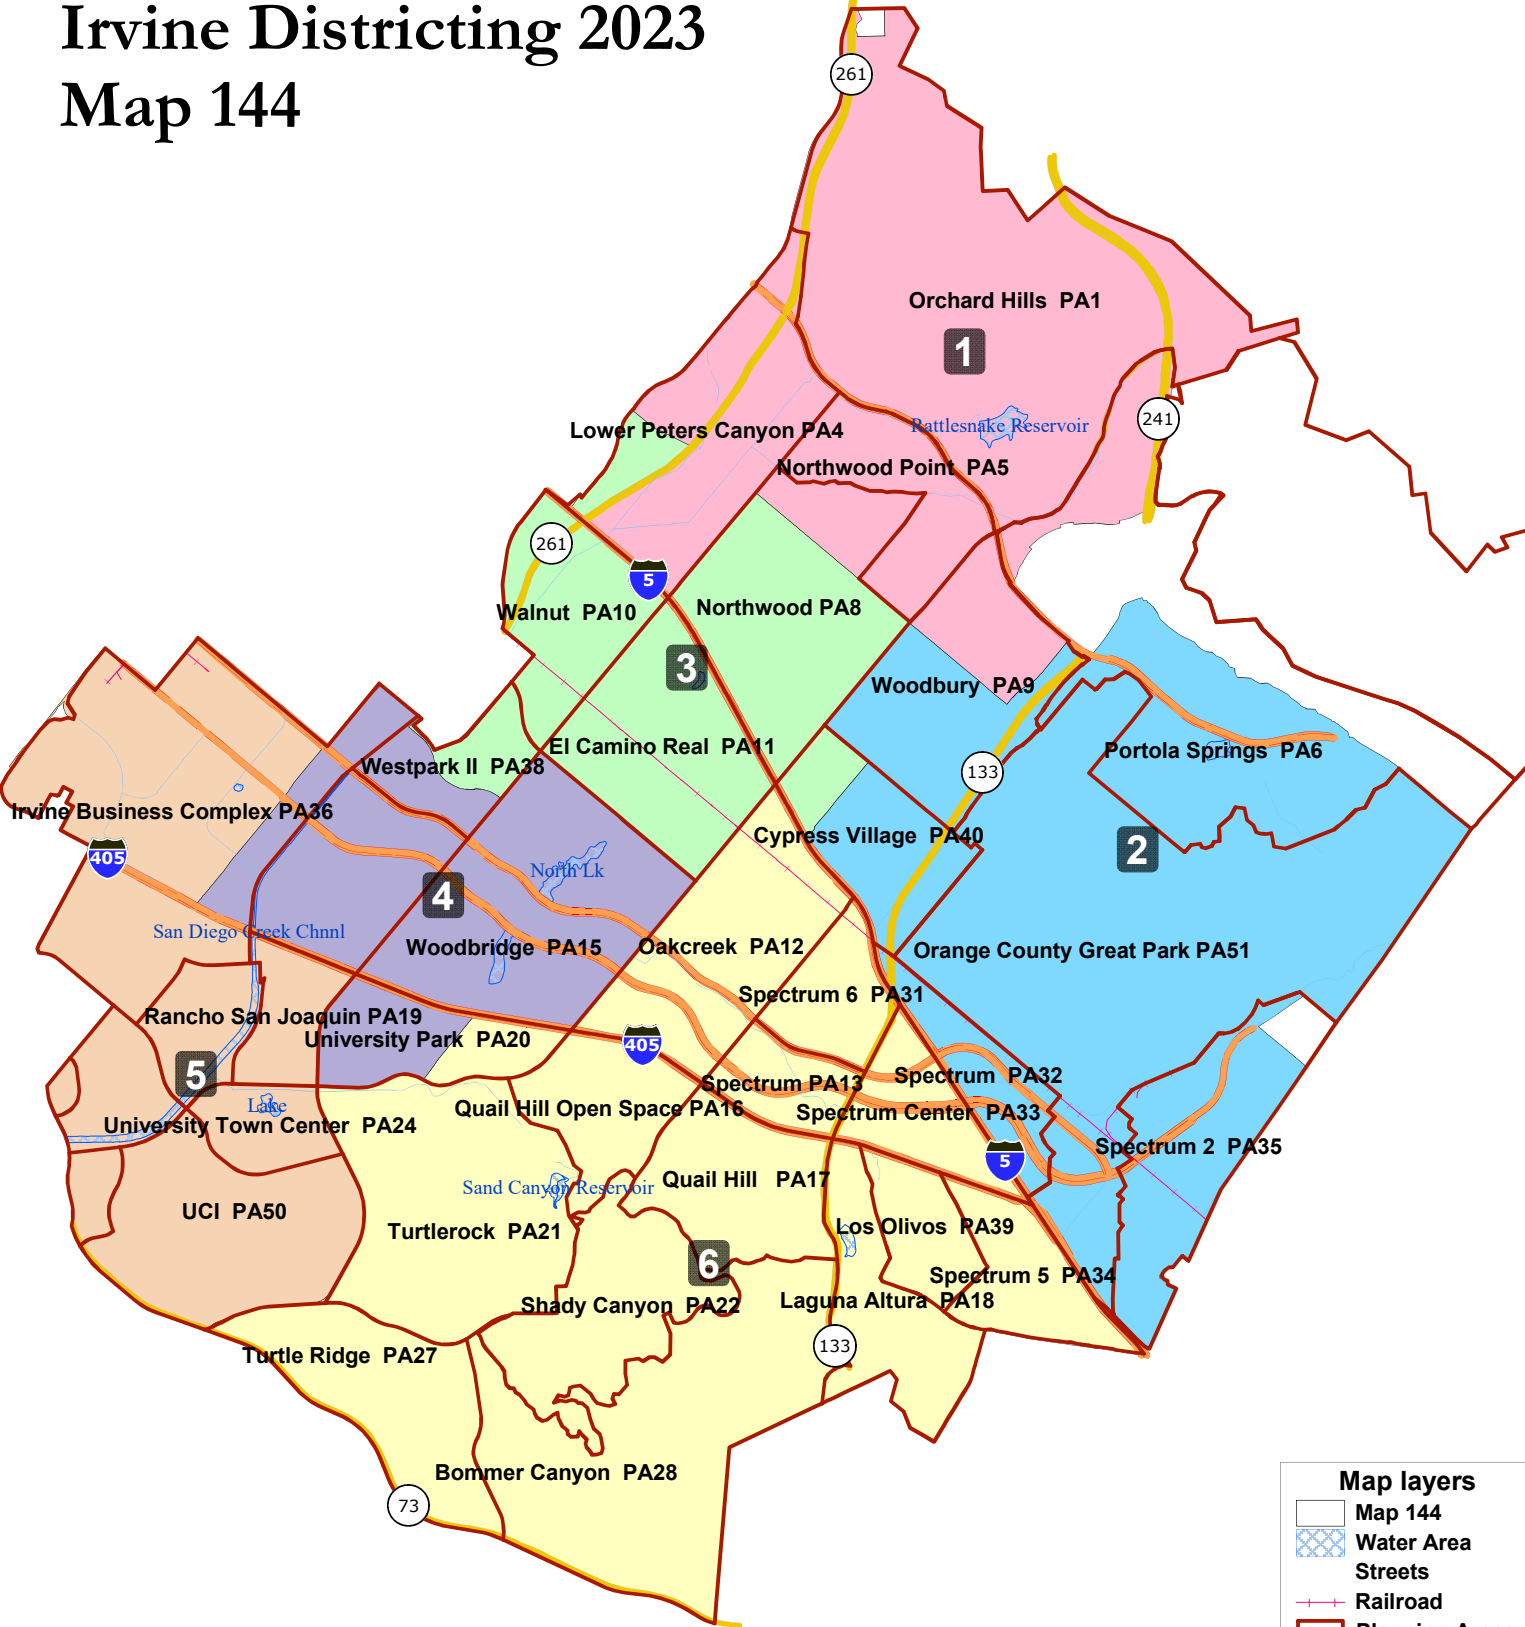 Irvine Districting 2023
Map 144
261
Orchard Hills PA1
1
241
Rattlesnake Reservoir
Lower Peters Canyon PA4
Northwood Point PA5
261
5
Walnut PA10
Northwood PA8
3
Woodbury PA9
El Camino Real PA11
Portola Springs PA6
Westpark II PA38
133
Irvine Business Complex PA36
Cypress Village PA40
2
405
North Lk
4
San Diego Creek Chnnl
Woodbridge PA15
Oakcreek PA12
Orange County Great Park PA51
Spectrum 6 PA31
Rancho San Joaquin PA19
University Park PA20
405
5
Spectrum PA13
Spectrum PA32
Lake
Quail Hill Open Space PA16
Spectrum Center PA33
University Town Center PA24
Spectrum 2 PA35
5
Quail Hill PA17
Sand Canyon Reservoir
UCI PA50
Turtlerock PA21
Los Olivos PA39
6
Spectrum 5 PA34
Shady Canyon PA22
Laguna Altura PA18
133
Turtle Ridge PA27
Bommer Canyon PA28
73
Map layers
Map 144
Water Area
Streets
Railroad